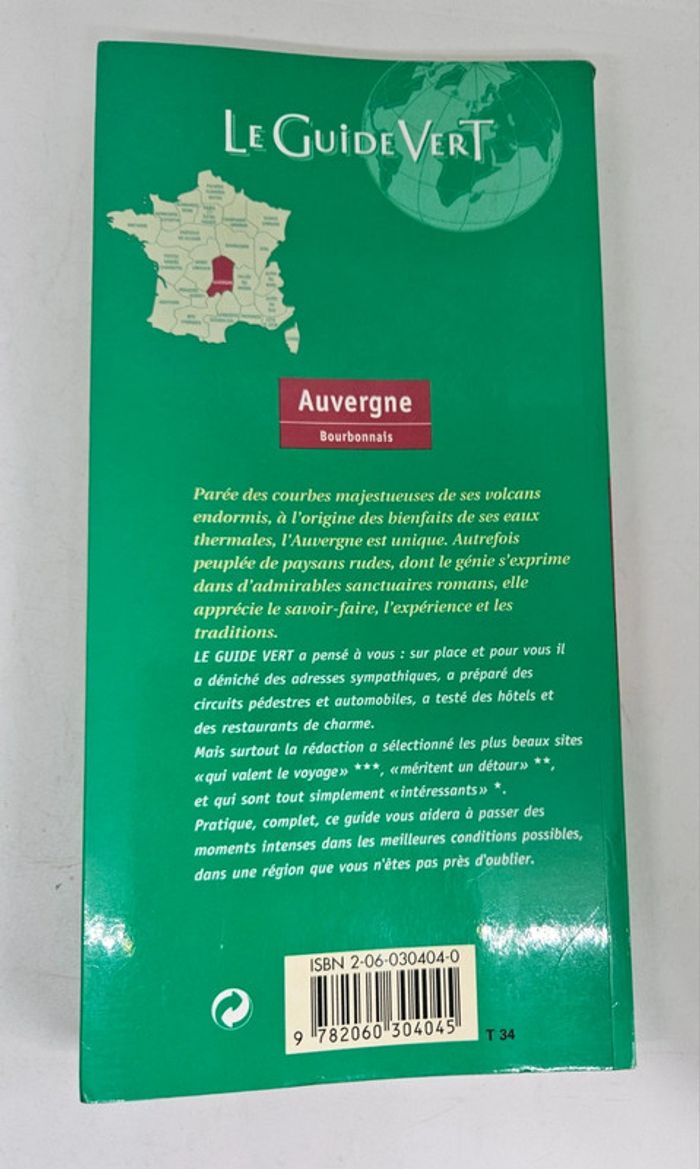 LE GUIDE VERT
Auvergne
Bourbonnais
Parée des courbes majestueuses de ses volcans
endormis, à l'origine des bienfaits de ses eaux
thermales, l'Auvergne est unique. Autrefois
peuplée de paysans rudes, dont le génie s'exprime
dans d'admirables sanctuaires romans, elle
apprécie le savoir-faire, l'expérience et les
traditions.
LE GUIDE VERT a pensé à vous : sur place et pour vous il
a déniché des adresses sympathiques, a préparé des
circuits pédestres et automobiles, a testé des hôtels et
des restaurants de charme.
Mais surtout la rédaction a sélectionné les plus beaux sites
«qui valent le voyage» ***, «méritent un détour» **,
et qui sont tout simplement «intéressants» *.
Pratique, complet, ce guide vous aidera à passer des
moments intenses dans les meilleures conditions possibles,
dans une région que vous n'êtes pas près d'oublier.
ISBN 2-06-030404-0
9 782060 304045
T 34